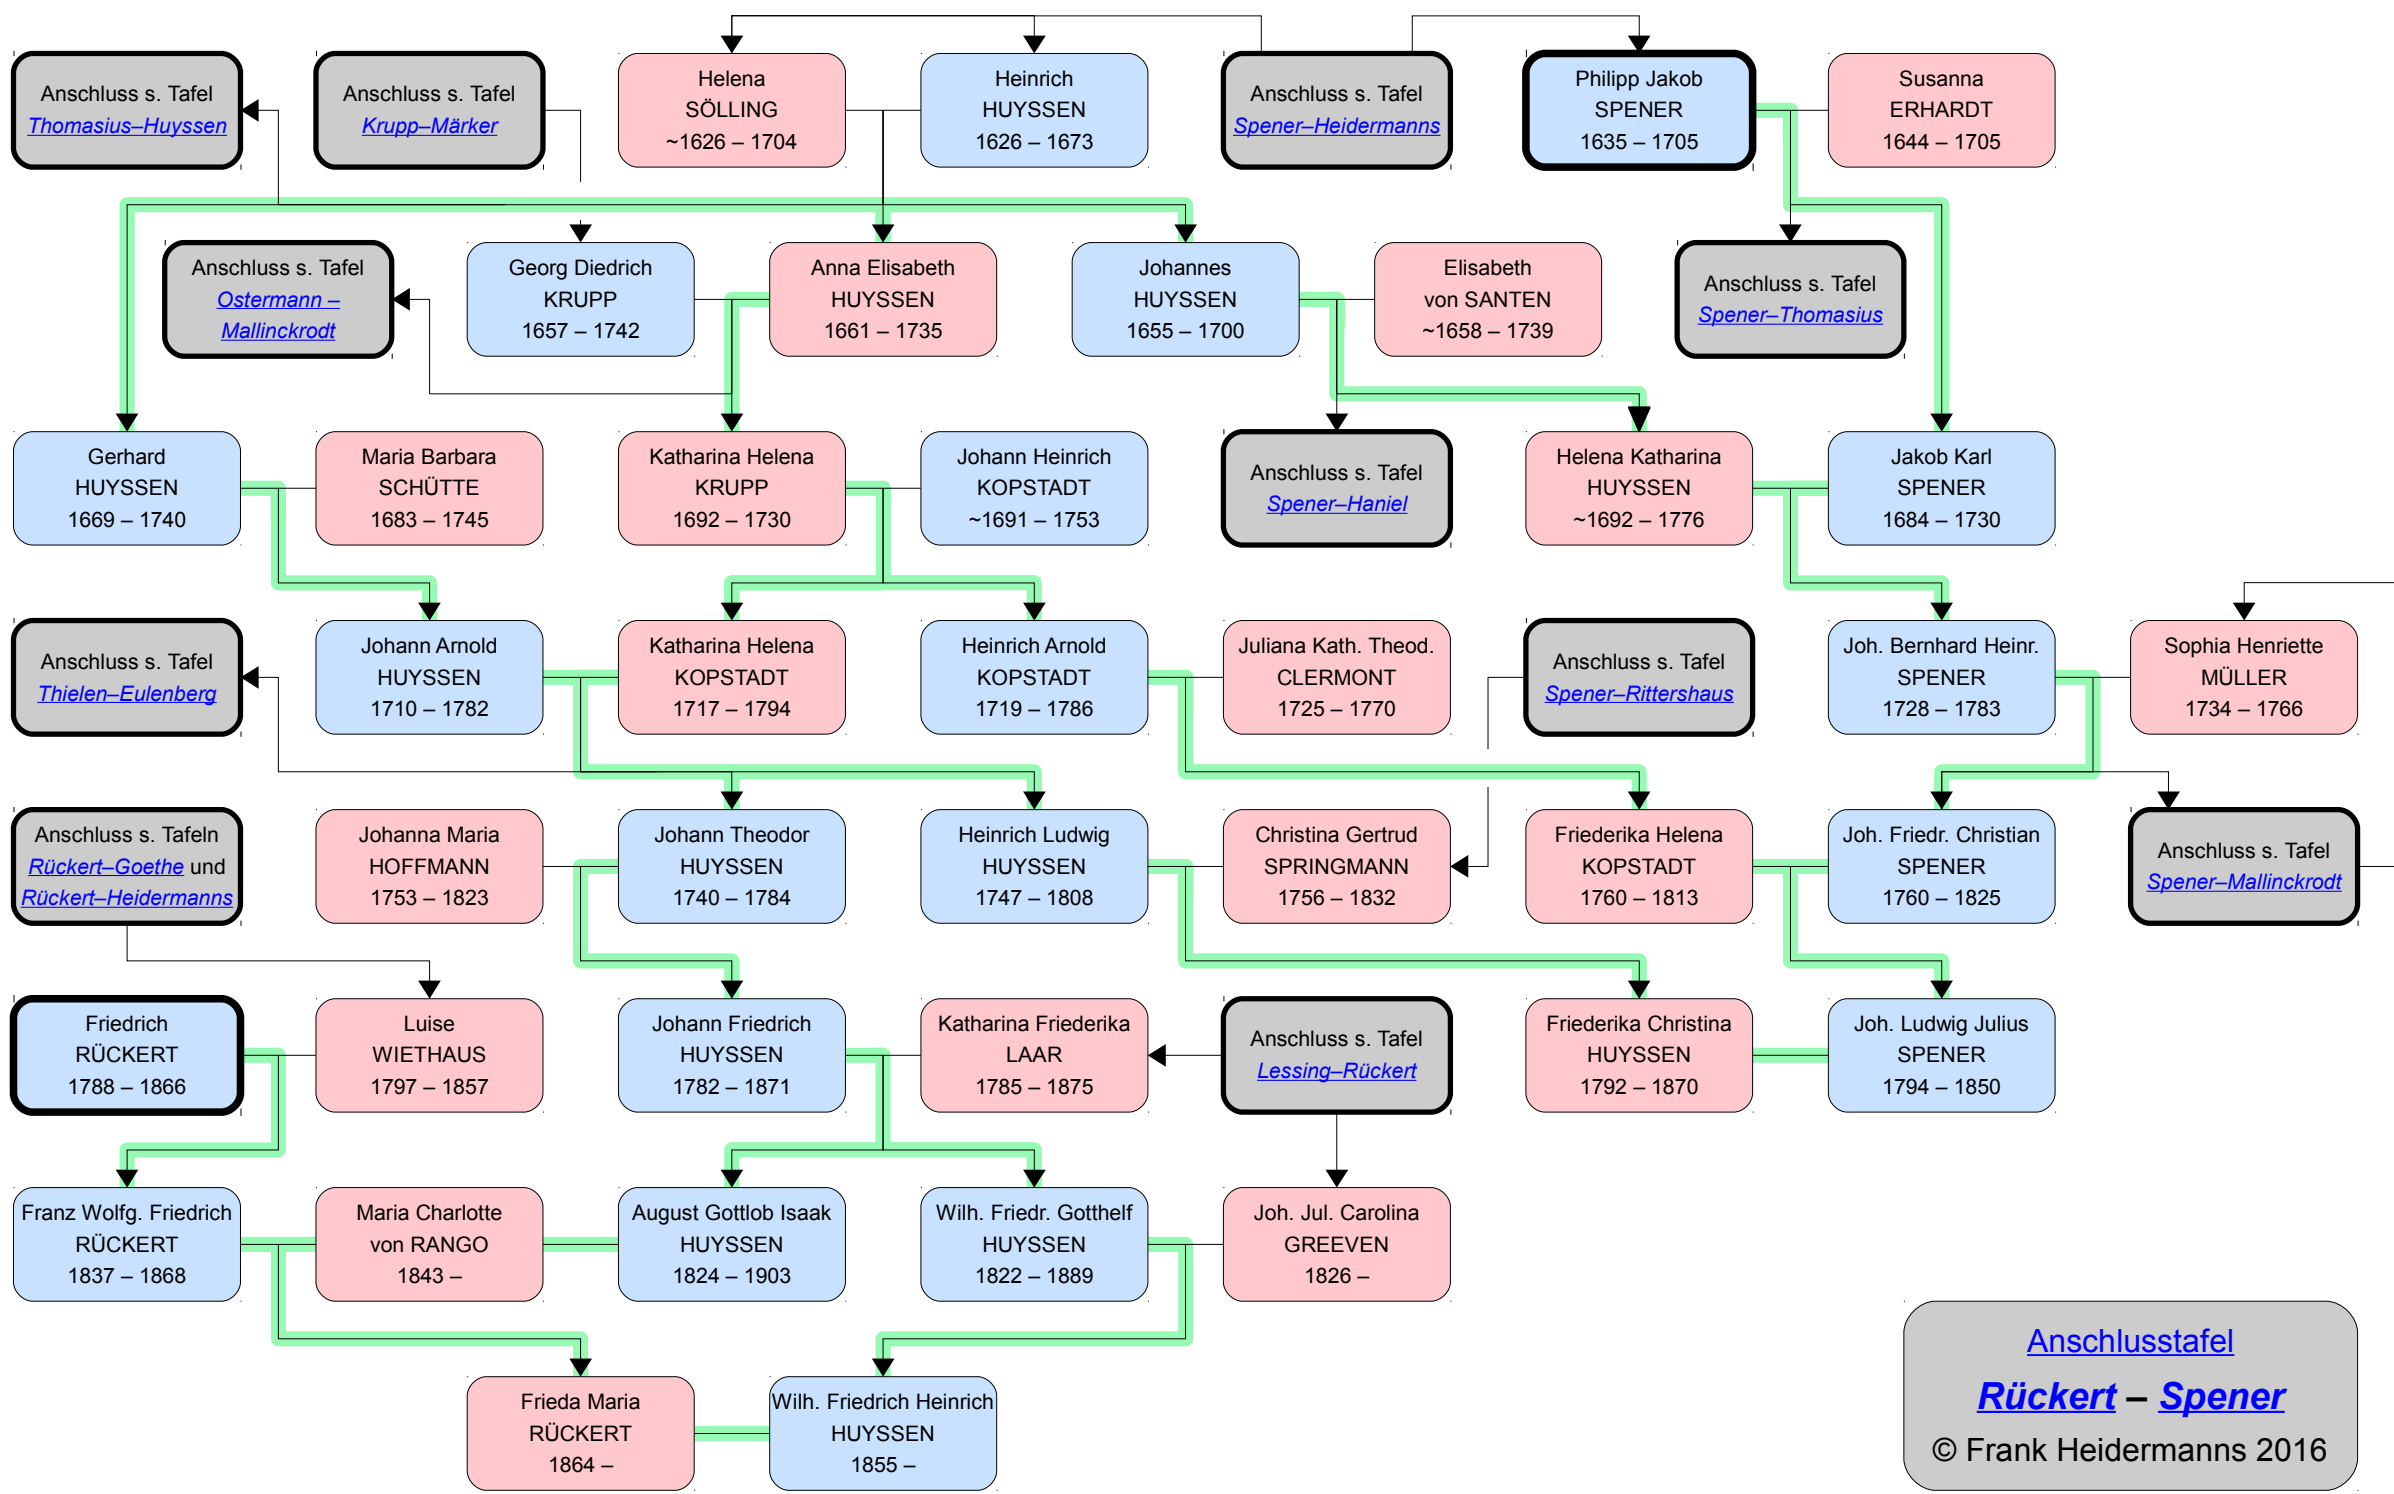 Anschluss s. Tafel
Thomasius–Huyssen
Anschluss s. Tafel
Krupp–Märker
Helena
SÖLLING
~1626 – 1704
Heinrich
HUYSSEN
1626 – 1673
Anschluss s. Tafel
Spener–Heidermanns
Philipp Jakob
SPENER
1635 – 1705
Susanna
ERHARDT
1644 – 1705
Anschluss s. Tafel
Ostermann –
Mallinckrodt
Georg Diedrich
KRUPP
1657 – 1742
Anna Elisabeth
HUYSSEN
1661 – 1735
Johannes
HUYSSEN
1655 – 1700
Elisabeth
von SANTEN
~1658 – 1739
Anschluss s. Tafel
Spener–Thomasius
Gerhard
HUYSSEN
1669 – 1740
Maria Barbara
SCHÜTTE
1683 – 1745
Katharina Helena
KRUPP
1692 – 1730
Johann Heinrich
KOPSTADT
~1691 – 1753
Anschluss s. Tafel
Spener–Haniel
Helena Katharina
HUYSSEN
~1692 – 1776
Jakob Karl
SPENER
1684 – 1730
Anschluss s. Tafel
Thielen–Eulenberg
Johann Arnold
HUYSSEN
1710 – 1782
Katharina Helena
KOPSTADT
1717 – 1794
Heinrich Arnold
KOPSTADT
1719 – 1786
Juliana Kath. Theod.
CLERMONT
1725 – 1770
Anschluss s. Tafel
Spener–Rittershaus
Joh. Bernhard Heinr.
SPENER
1728 – 1783
Sophia Henriette
MÜLLER
1734 – 1766
Anschluss s. Tafeln
Rückert–Goethe und
Rückert–Heidermanns
Johanna Maria
HOFFMANN
1753 – 1823
Johann Theodor
HUYSSEN
1740 – 1784
Heinrich Ludwig
HUYSSEN
1747 – 1808
Christina Gertrud
SPRINGMANN
1756 – 1832
Friederika Helena
KOPSTADT
1760 – 1813
Joh. Friedr. Christian
SPENER
1760 – 1825
Anschluss s. Tafel
Spener–Mallinckrodt
Friedrich
RÜCKERT
1788 – 1866
Luise
WIETHAUS
1797 – 1857
Johann Friedrich
HUYSSEN
1782 – 1871
Katharina Friederika
LAAR
1785 – 1875
Anschluss s. Tafel
Lessing–Rückert
Friederika Christina
HUYSSEN
1792 – 1870
Joh. Ludwig Julius
SPENER
1794 – 1850
Franz Wolfg. Friedrich
RÜCKERT
1837 – 1868
Maria Charlotte
von RANGO
1843 –
August Gottlob Isaak
HUYSSEN
1824 – 1903
Wilh. Friedr. Gotthelf
HUYSSEN
1822 – 1889
Joh. Jul. Carolina
GREEVEN
1826 –
Frieda Maria
RÜCKERT
1864 –
Wilh. Friedrich Heinrich
HUYSSEN
1855 –
Anschlusstafel
Rückert – Spener
© Frank Heidermanns 2016